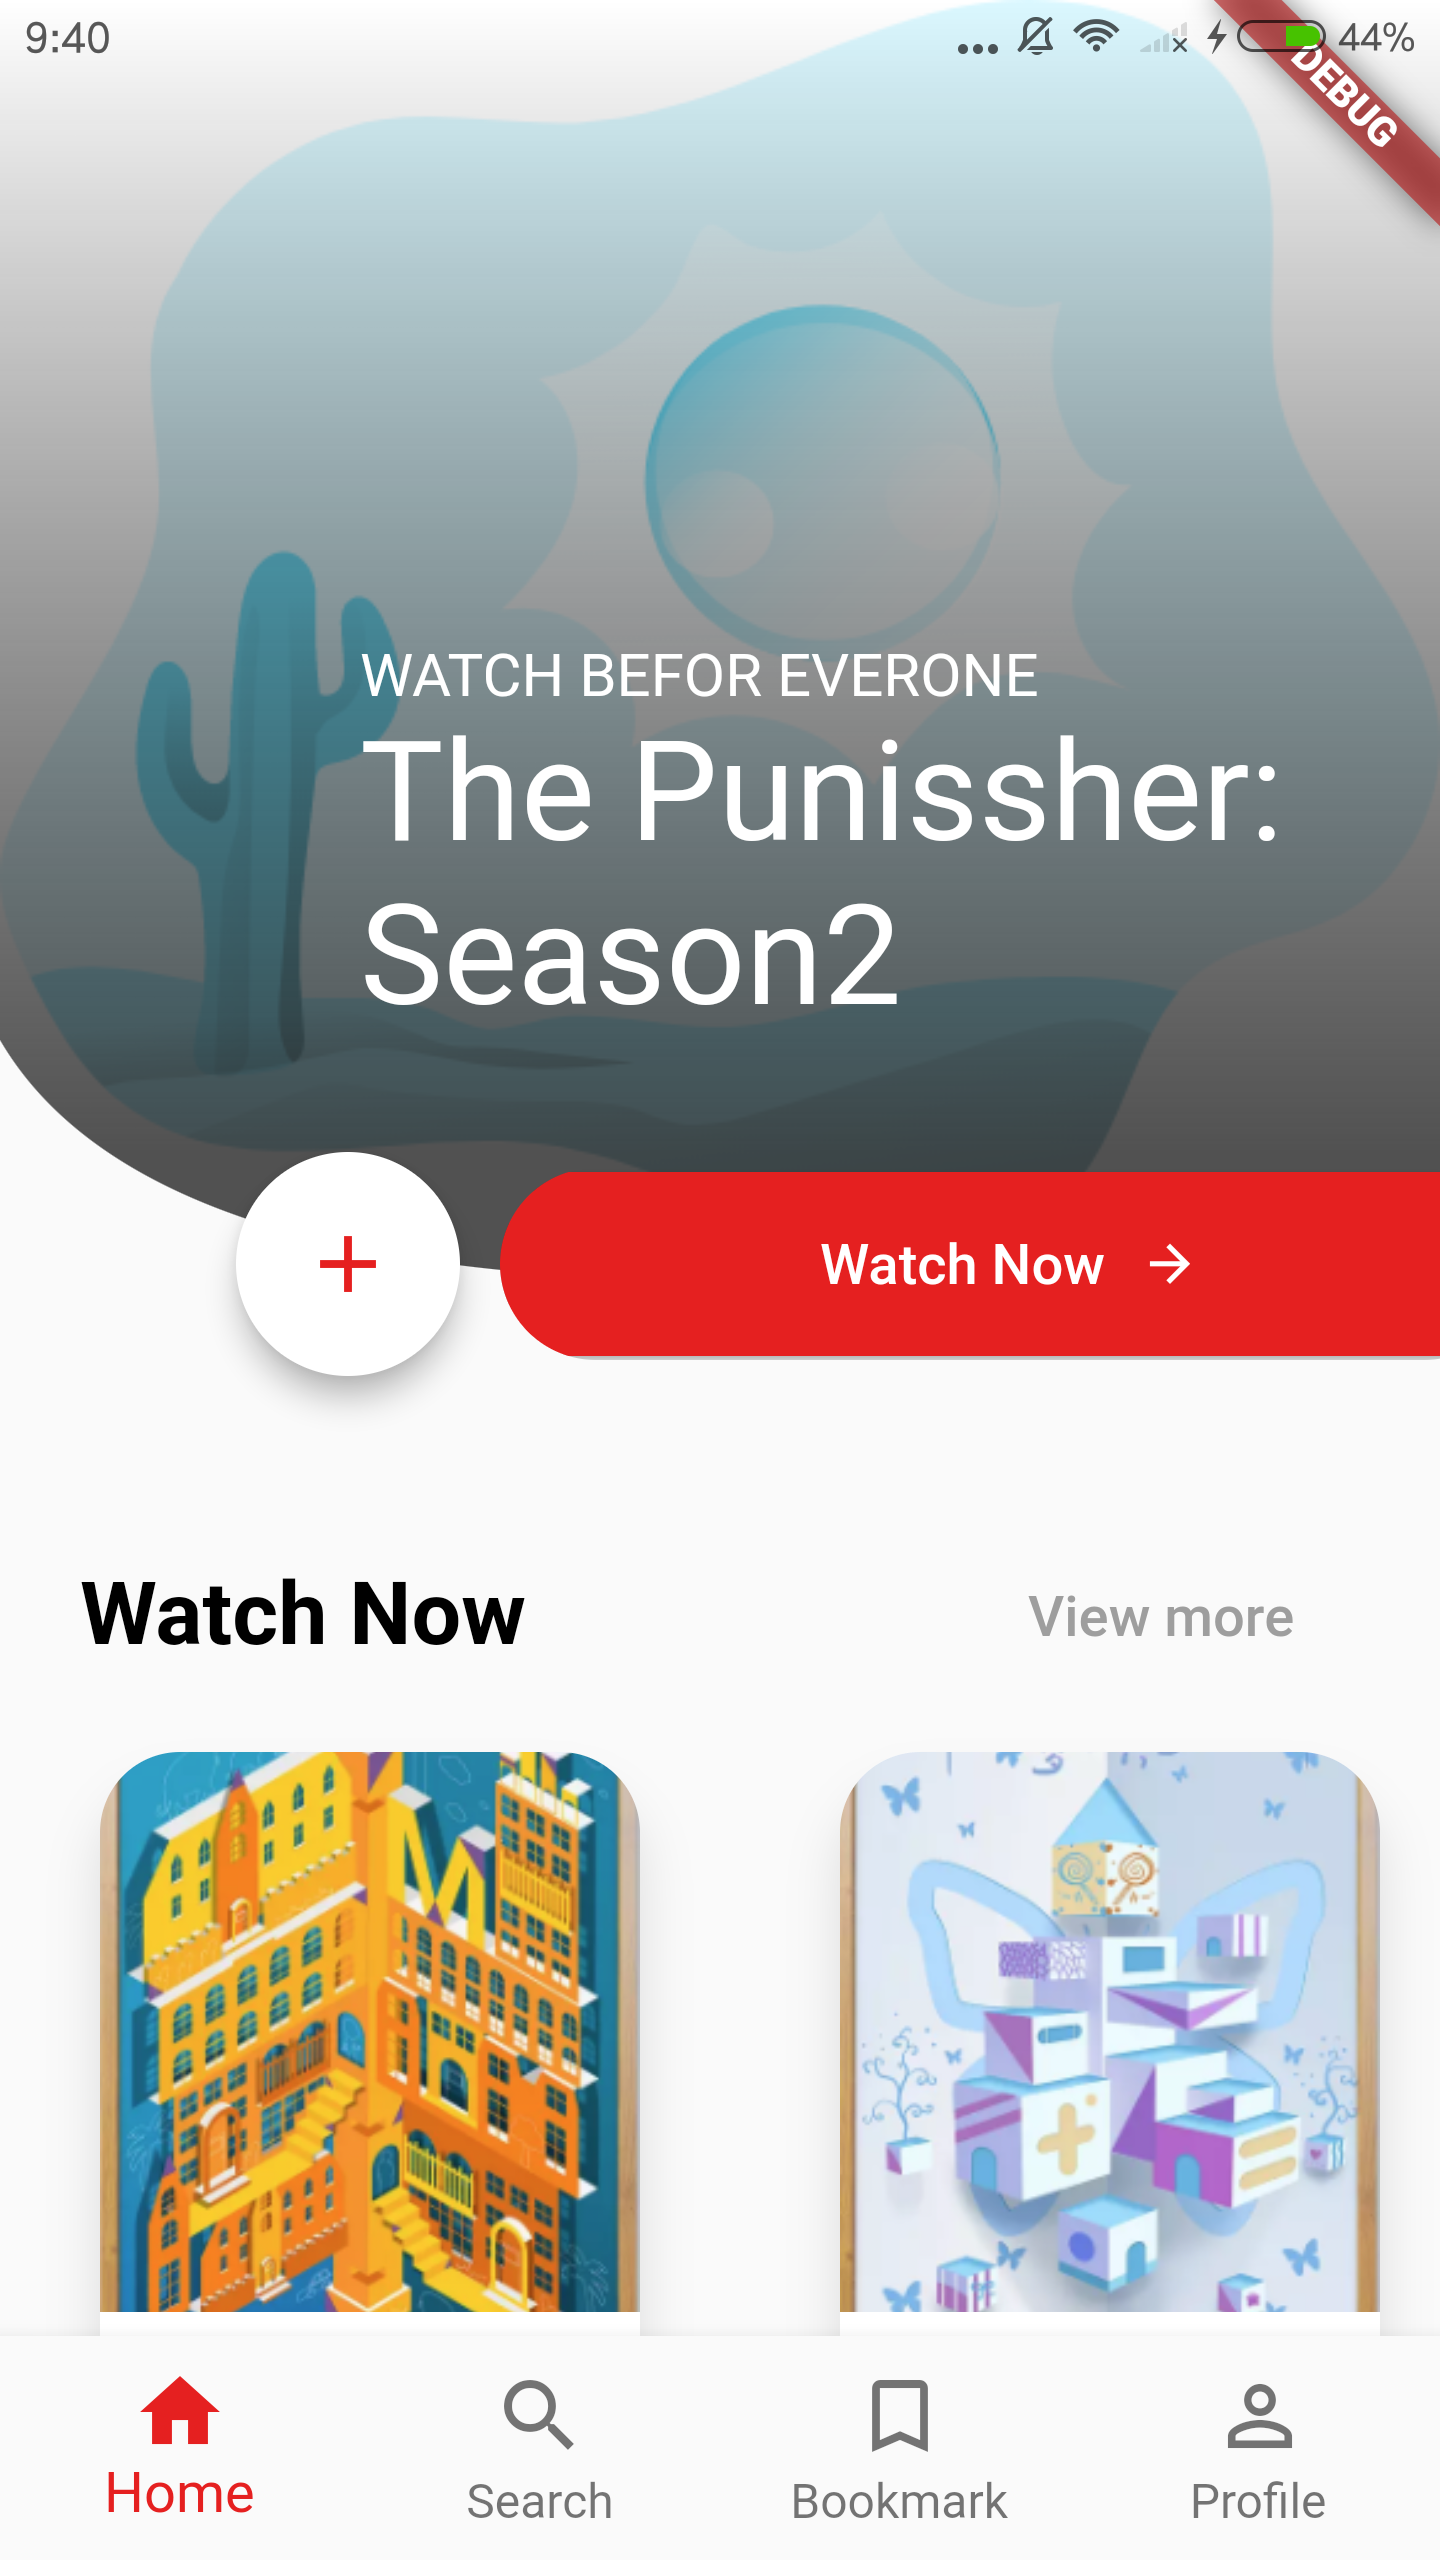 9:40
44%
DEBUG
WATCH BEFOR EVERONE
The Punissher:
Season2
Watch Now
Watch Now
View more
Home
Search
Bookmark
Profile